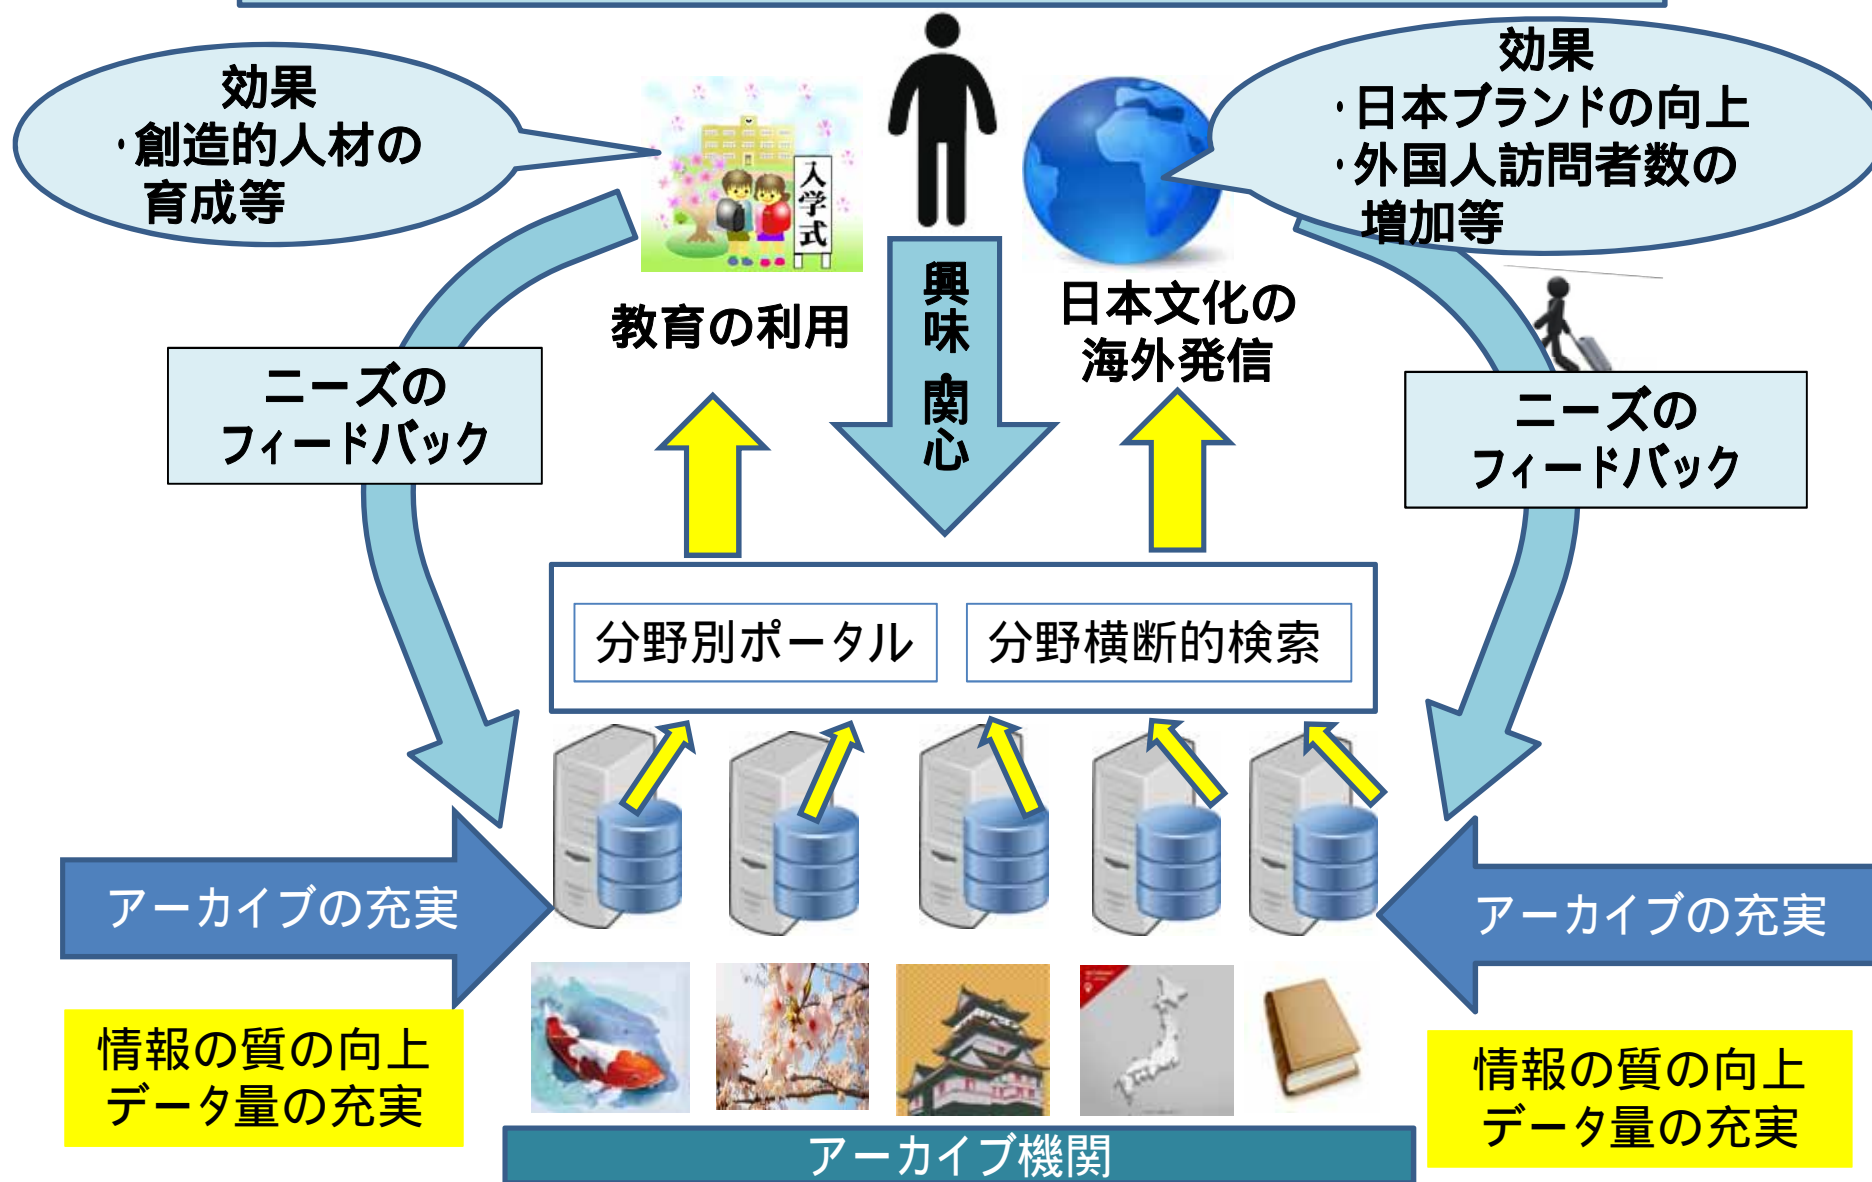 効果
・創造的人材の
育成等
入学式
効果
・日本ブランドの向上
・外国人訪問者数の
増加等
教育の利用
興味・関心
日本文化の
海外発信
ニーズの
フィードバック
ニーズの
フィードバック
分野別ポータル
分野横断的検索
アーカイブの充実
アーカイブの充実
情報の質の向上
データ量の充実
情報の質の向上
データ量の充実
アーカイブ機関